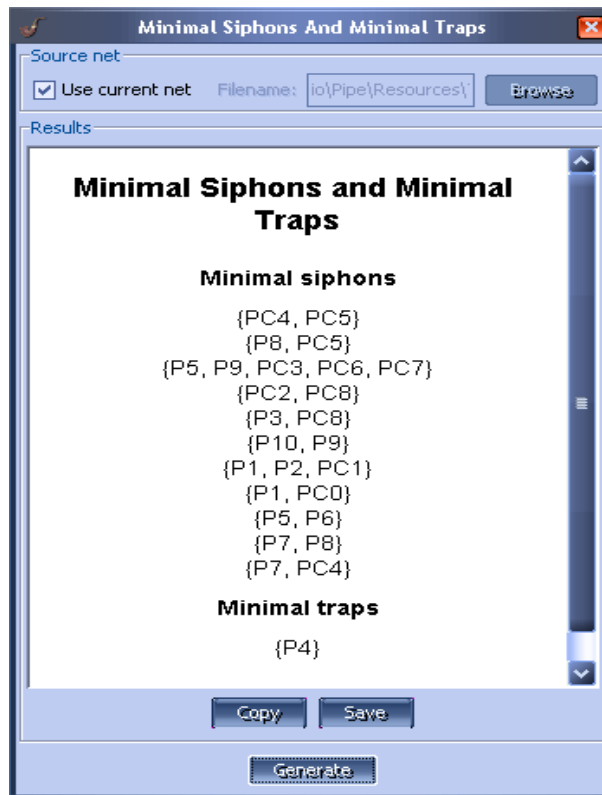 Minimal Siphons And Minimal Traps
Source net
Use current net Filename: io\Pipe\Resources\ Browse
Results
Minimal Siphons and Minimal
Traps
Minimal siphons
{PC4, PC5}
{P8, PC5}
{P5, P9, PC3, PC6, PC7}
{PC2, PC8}
{P3, PC8}
{P10, P9}
{P1, P2, PC1}
{P1, PC0}
{P5, P6}
{P7, P8}
{P7, PC4}
Minimal traps
{P4}
Copy Save
Generate